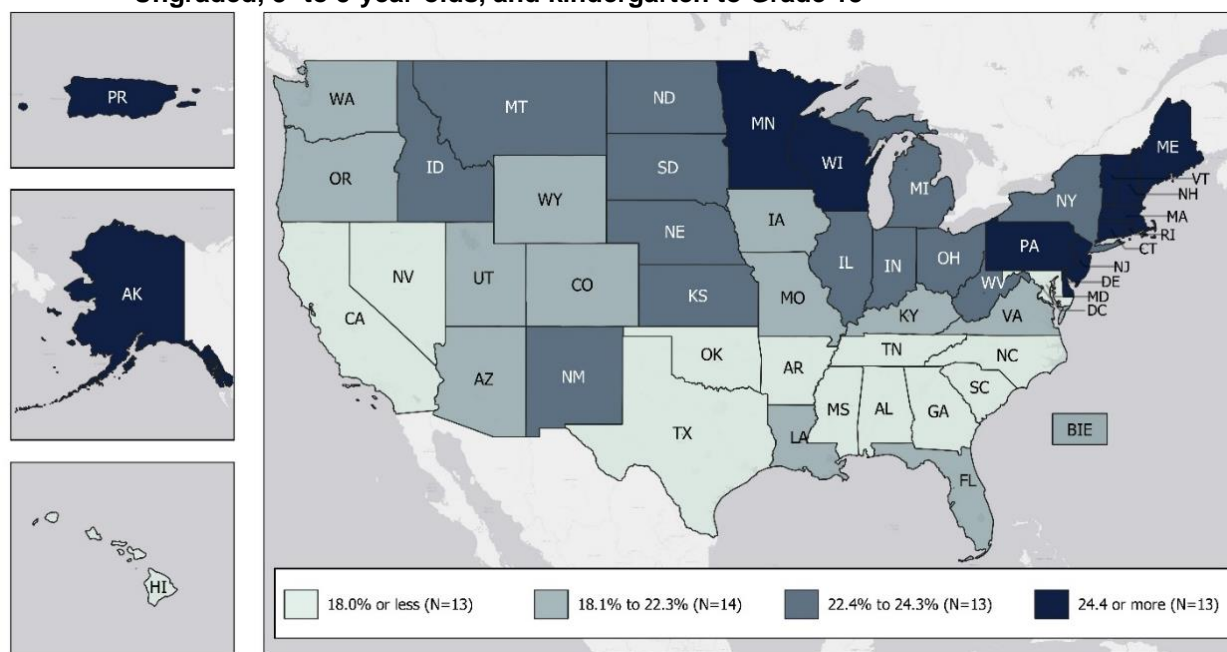 Ungraded, 3- to 5-year-olds, and kindergarten to Grade 13
PR
AK
HI
WA
MT
ND
MN
ME
OR
ID
SD
WI
VT
NH
WY
MI
NY
MA
RI
CT
NE
IA
PA
NJ
NV
UT
CO
IL
IN
OH
DE
CA
KS
MO
WV
MD
VA
DC
KY
AZ
NM
OK
AR
TN
NC
SC
TX
MS
AL
GA
LA
BIE
FL
18.0% or less (N=13)
18.1% to 22.3% (N=14)
22.4% to 24.3% (N=13)
24.4 or more (N=13)